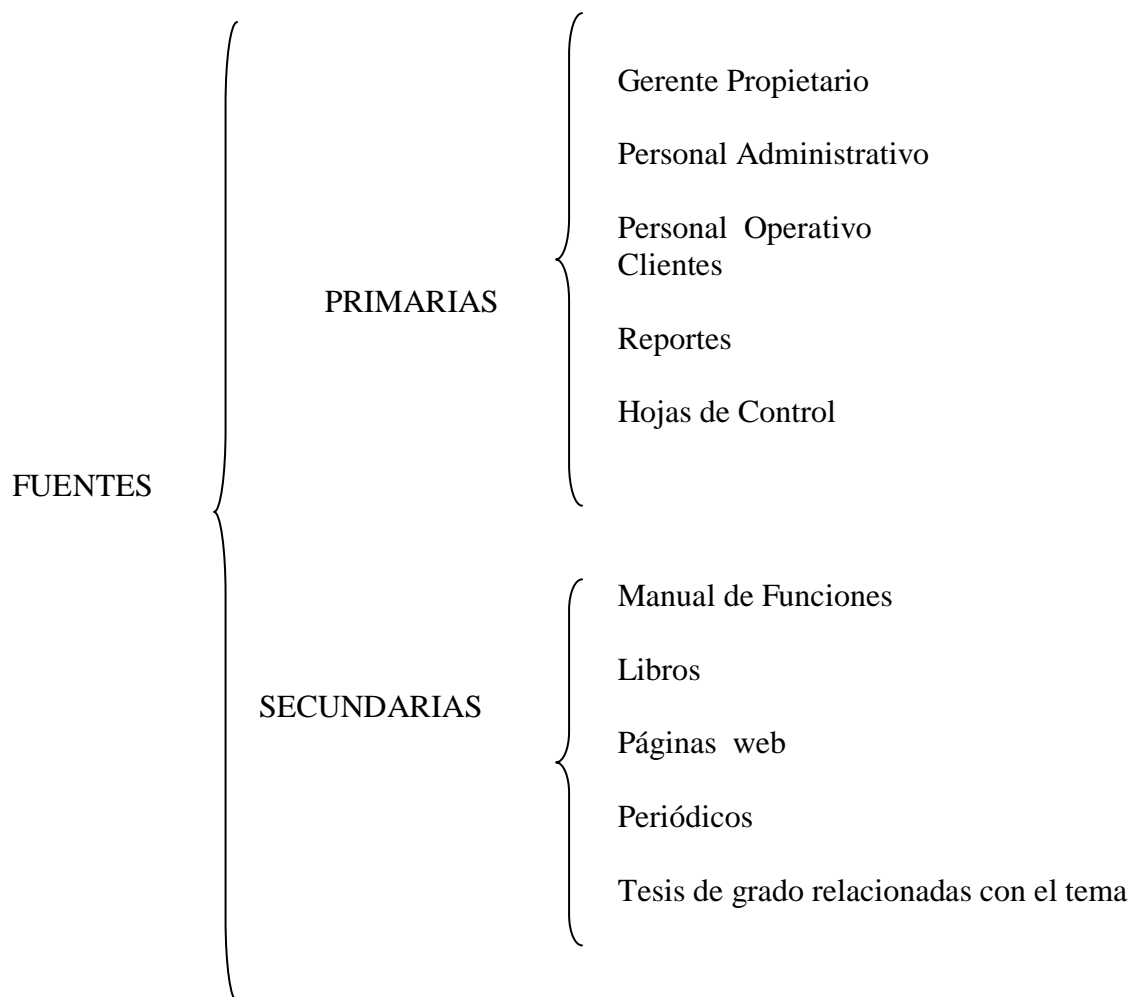 FUENTES
PRIMARIAS
Gerente Propietario
Personal Administrativo
Personal Operativo
Clientes
Reportes
Hojas de Control
SECUNDARIAS
Manual de Funciones
Libros
Páginas web
Periódicos
Tesis de grado relacionadas con el tema